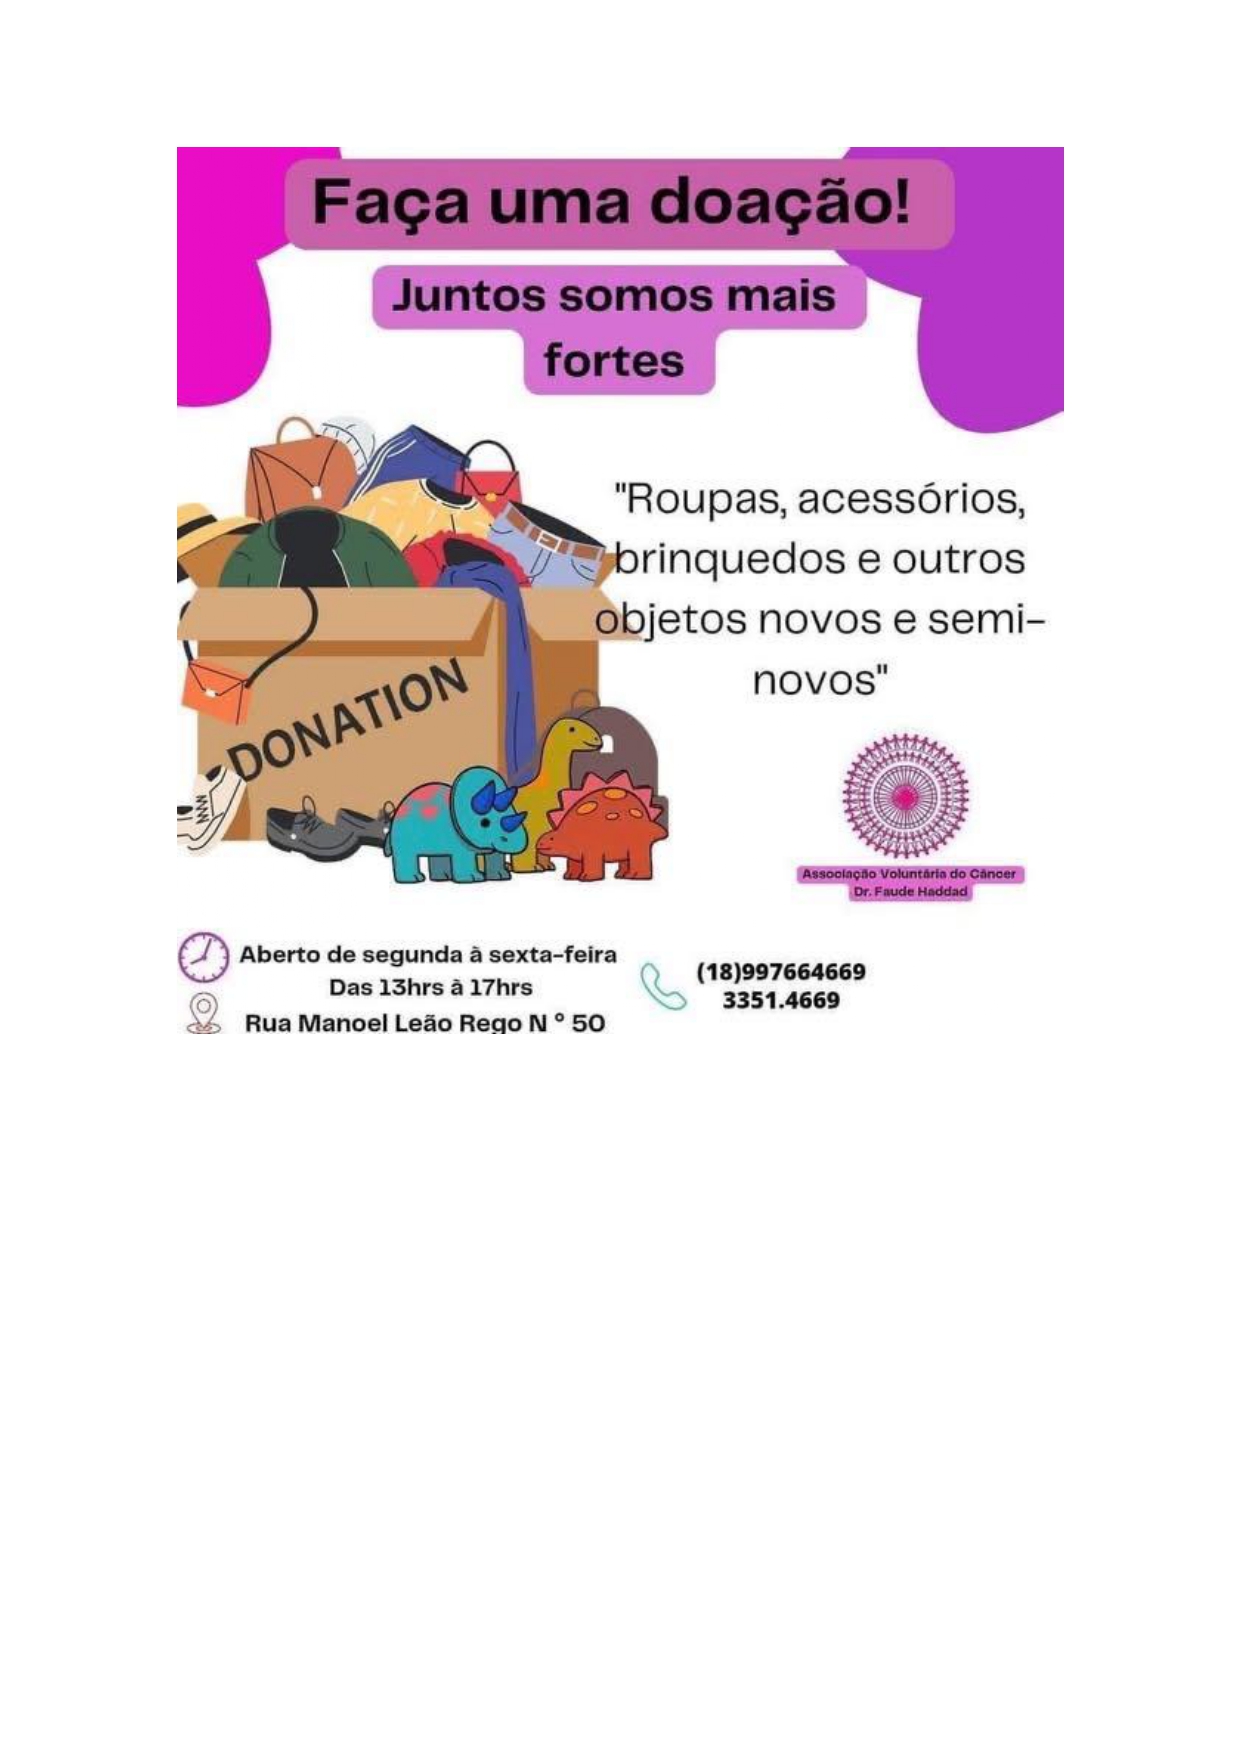 Faça uma doação!
Juntos somos mais
fortes
"Roupas, acessórios,
brinquedos e outros
objetos novos e semi-
novos"
DONATION
Associação Voluntária do Câncer
Dr. Faude Haddad
Aberto de segunda à sexta-feira
Das 13hrs à 17hrs
Rua Manoel Leão Rego N ° 50
(18)997664669
3351.4669